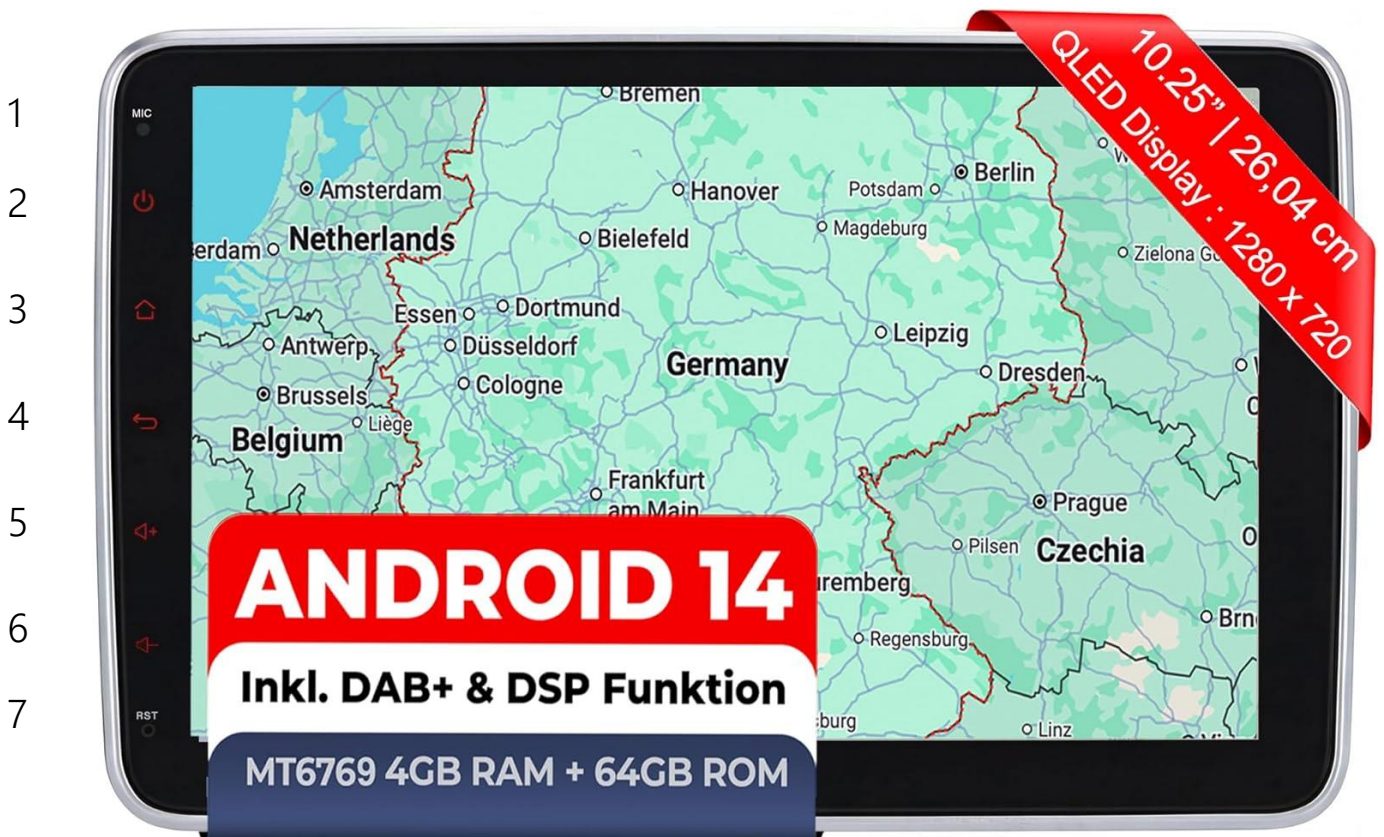 1
2
3
4
5
6
7
MIC
RST
10.25” | 26,04 cm
QLED Display : 1280 x 720
Bremen
Amsterdam
Hanover
Berlin
Potsdam
Magdeburg
Bielefeld
Netherlands
erdam
Zielona G
Essen
Dortmund
Antwerp
Düsseldorf
Leipzig
Germany
Dresden
Cologne
Brussels
Liège
Belgium
Frankfurt
am Main
Prague
Pilsen
Czechia
uremberg
Brn
Regensburg
sburg
Linz
ANDROID 14
Inkl. DAB+ & DSP Funktion
MT6769 4GB RAM + 64GB ROM